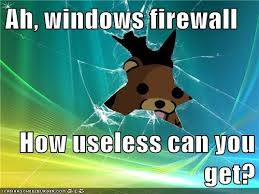 Ah, windows firewall
How useless can you
get?